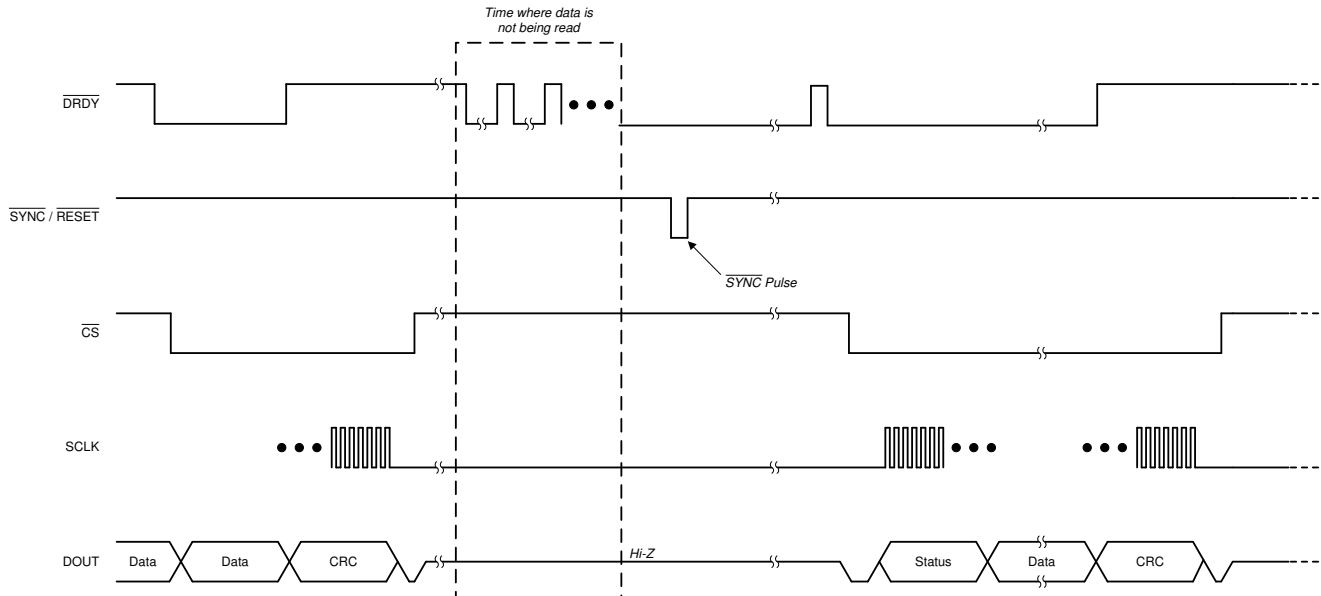 Time where data is
not being read
DRDY
SYNC / RESET
SYNC Pulse
CS
SCLK
DOUT
Data
Data
CRC
Hi-Z
Status
Data
CRC